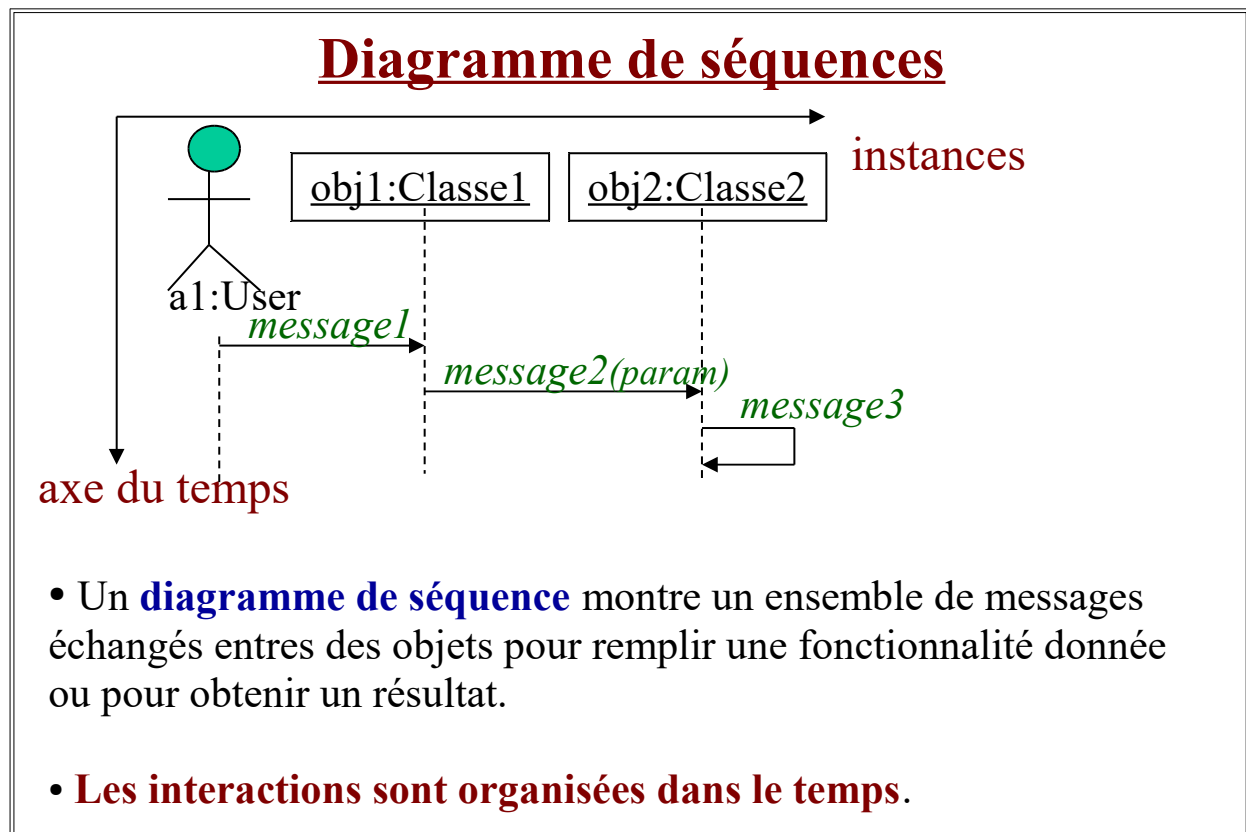 Diagramme de séquences
instances
obj1:Classe1
obj2:Classe2
a1:User
message1
message2(param)
message3
axe du temps
• Un diagramme de séquence montre un ensemble de messages
échangés entres des objets pour remplir une fonctionnalité donnée
ou pour obtenir un résultat.
• Les interactions sont organisées dans le temps.